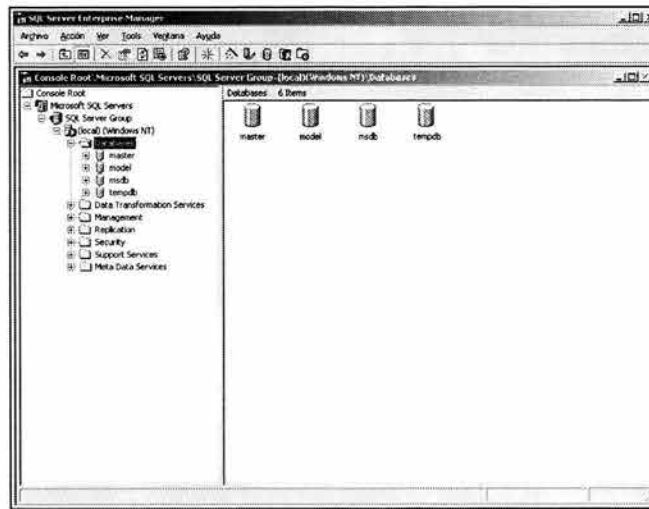 SQL Server Enterprise Manager
Archivo Acción Ver Tools Ventana Ayuda
Console Root\Microsoft SQL Servers\SQL Server Group\(local)(Windows NT)\Databases
Console Root
Microsoft SQL Servers
SQL Server Group
(local) (Windows NT)
Databases
master
model
msdb
tempdb
Data Transformation Services
Management
Replication
Security
Support Services
Meta Data Services
Databases 6 Items
master model msdb tempdb